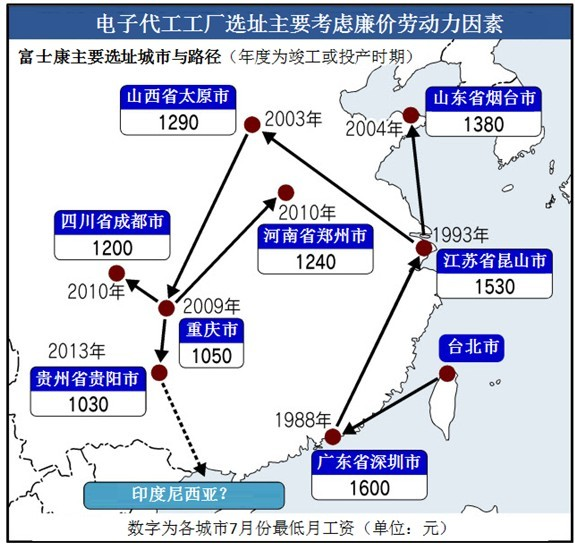 电子代工工厂选址主要考虑廉价劳动力因素
富士康主要选址城市与路径（年度为竣工或投产时期）
山西省太原市
1290
2003年
山东省烟台市
1380
2004年
四川省成都市
1200
2010年
2010年
河南省郑州市
1240
1993年
江苏省昆山市
1530
2009年
重庆市
1050
台北市
2013年
贵州省贵阳市
1030
1988年
广东省深圳市
1600
印度尼西亚？
数字为各城市7月份最低月工资（单位：元）